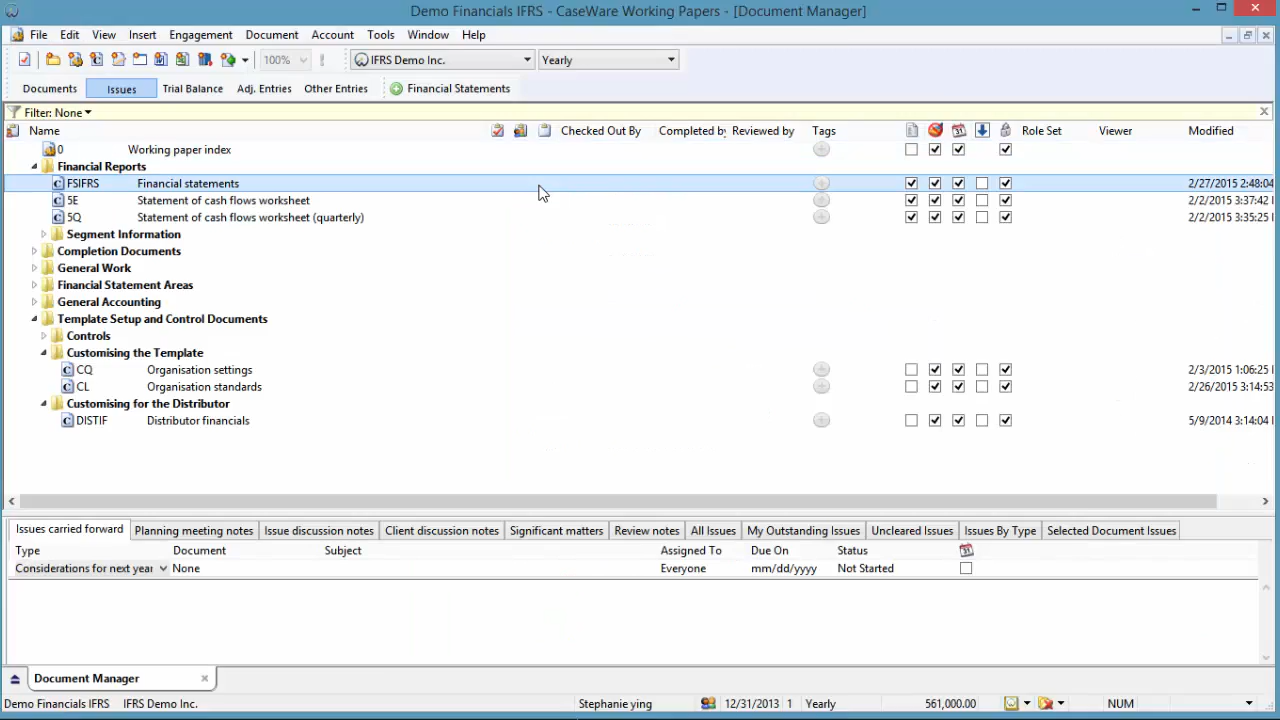 Demo Financials IFRS - CaseWare Working Papers - [Document Manager]
File Edit View Insert Engagement Document Account Tools Window Help
100% IFRS Demo Inc. Yearly
Documents Issues Trial Balance Adj. Entries Other Entries Financial Statements
Filter: None
Name Checked Out By Completed by Reviewed by Tags Role Set Viewer Modified
0 Working paper index
Financial Reports
FSIFRS Financial statements 2/27/2015 2:48:04
5E Statement of cash flows worksheet 2/2/2015 3:37:42
5Q Statement of cash flows worksheet (quarterly) 2/2/2015 3:35:25
Segment Information
Completion Documents
General Work
Financial Statement Areas
General Accounting
Template Setup and Control Documents
Controls
Customising the Template
CQ Organisation settings 2/3/2015 1:06:25
CL Organisation standards 2/26/2015 3:14:53
Customising for the Distributor
DISTIF Distributor financials 5/9/2014 3:14:04
Issues carried forward Planning meeting notes Issue discussion notes Client discussion notes Significant matters Review notes All Issues My Outstanding Issues Uncleared Issues Issues By Type Selected Document Issues
Type Document Subject Assigned To Due On Status
Considerations for next year None Everyone mm/dd/yyyy Not Started
Document Manager
Demo Financials IFRS IFRS Demo Inc. Stephanie ying 12/31/2013 1 Yearly 561,000.00 NUM